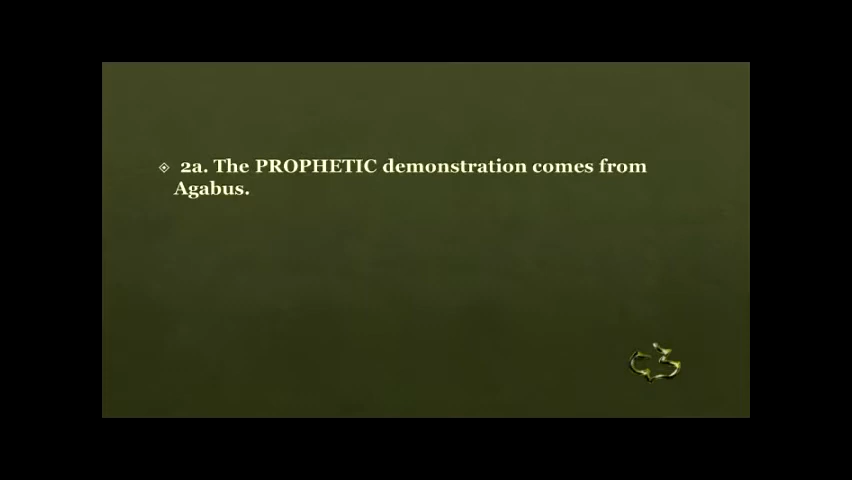 2a. The PROPHETIC demonstration comes from
Agabus.